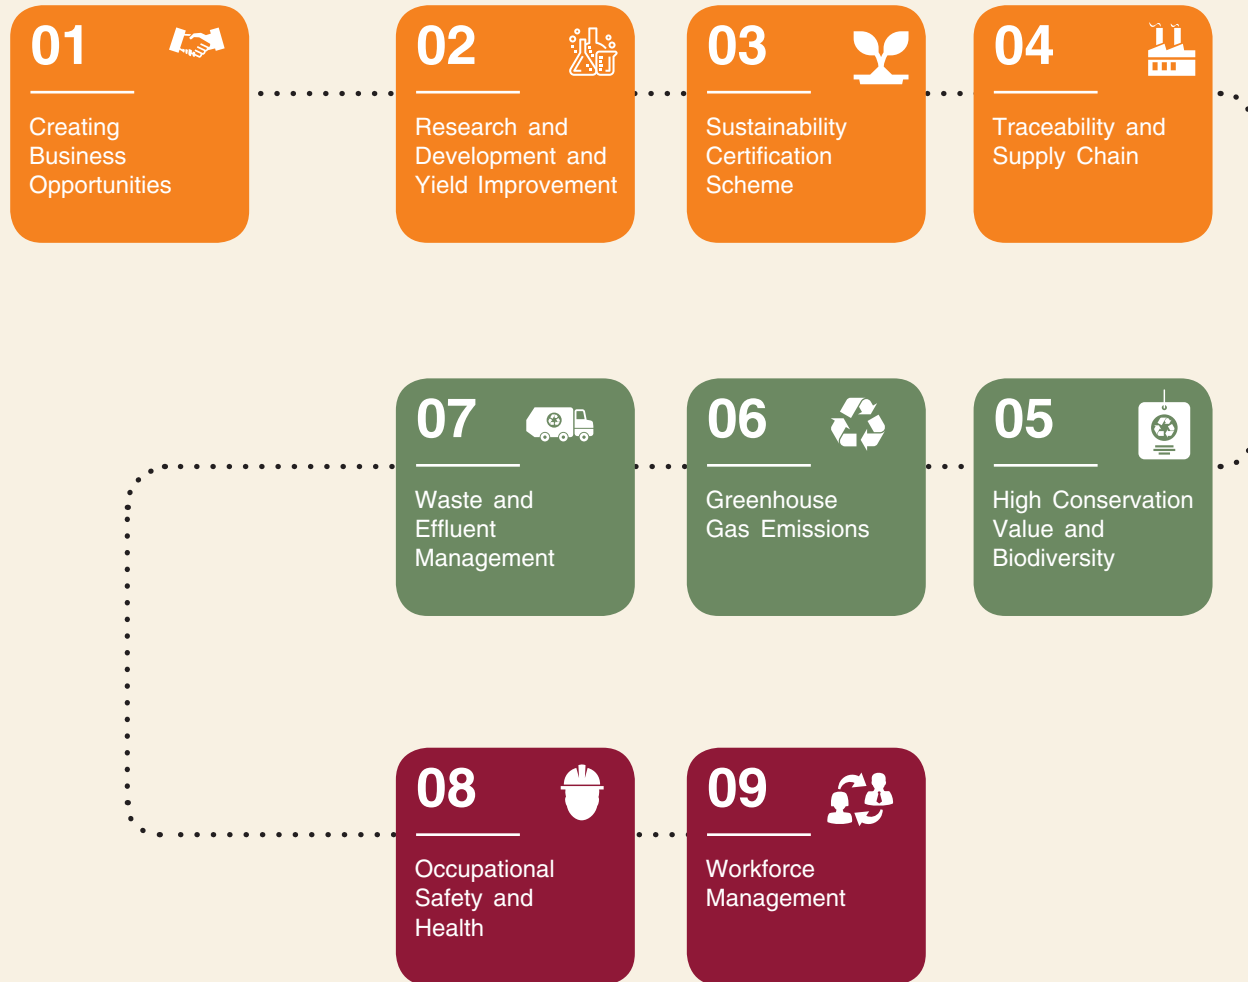 01
Creating
Business
Opportunities
02
Research and
Development and
Yield Improvement
03
Sustainability
Certification
Scheme
04
Traceability and
Supply Chain
05
High Conservation
Value and
Biodiversity
06
Greenhouse
Gas Emissions
07
Waste and
Effluent
Management
08
Occupational
Safety and
Health
09
Workforce
Management